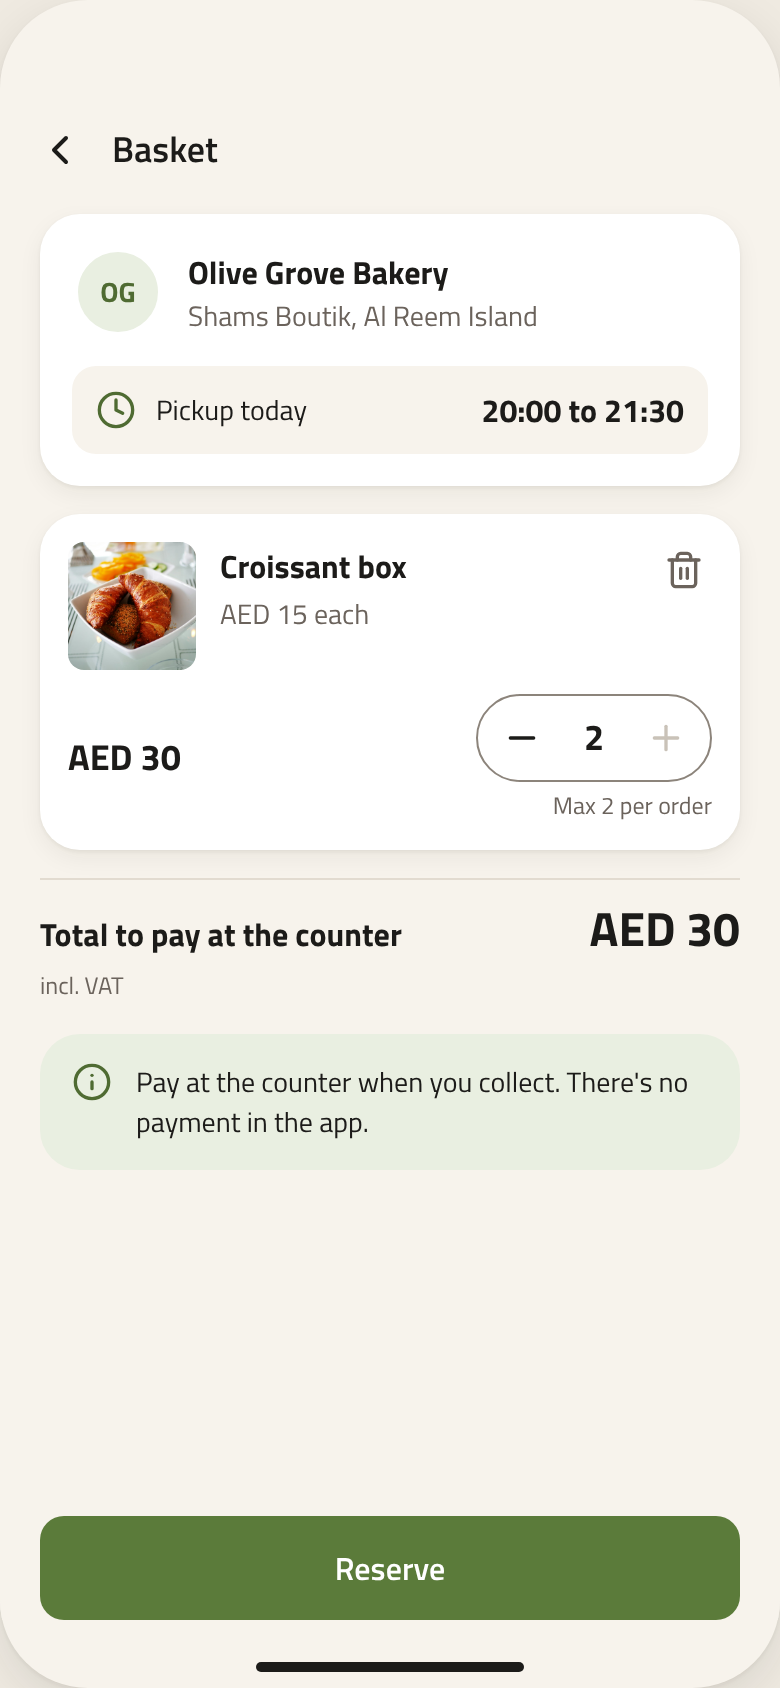 Basket
OG
Olive Grove Bakery
Shams Boutik, Al Reem Island
Pickup today
20:00 to 21:30
Croissant box
AED 15 each
AED 30
2
Max 2 per order
Total to pay at the counter
AED 30
incl. VAT
Pay at the counter when you collect. There's no
payment in the app.
Reserve